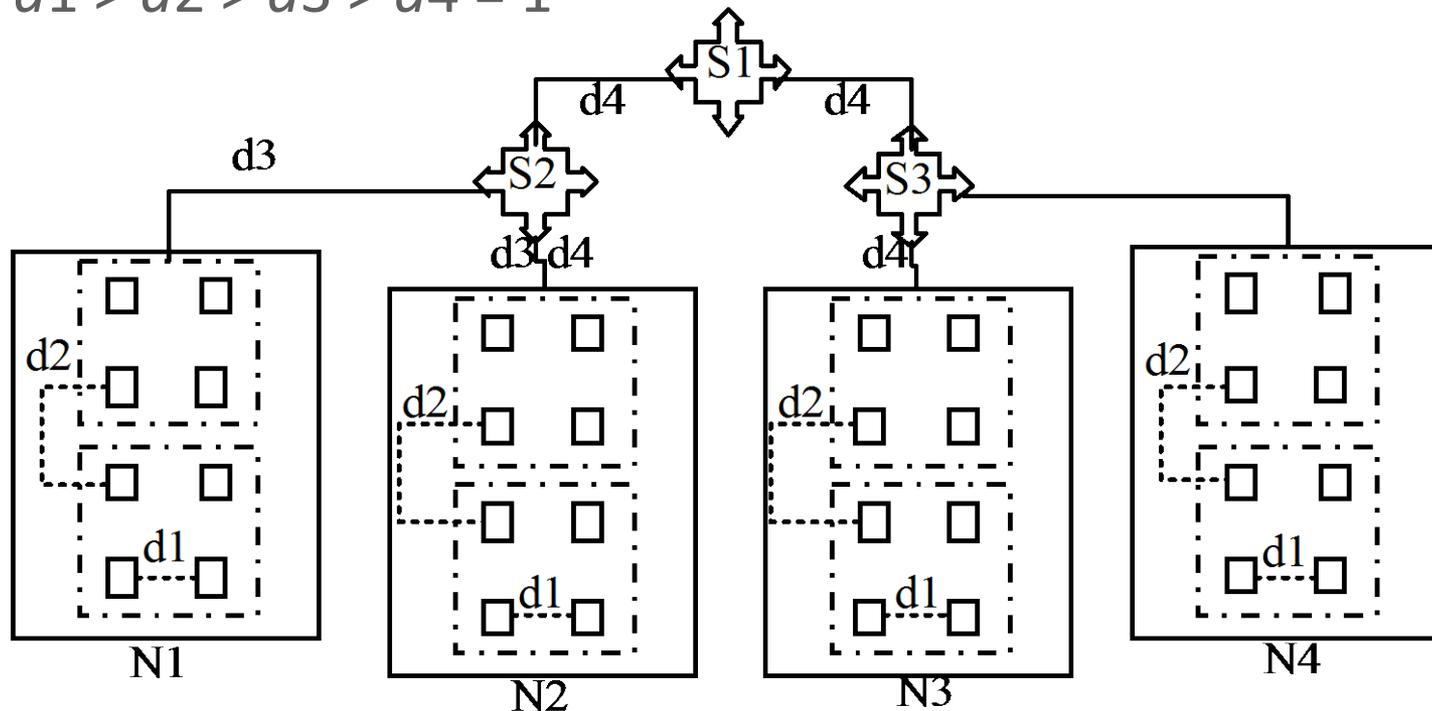 d1 > d2 > d3 > d4 = 1
S1
d4 d4
d3 S2 S3
d3 d4 d4
d2 d2 d2 d2
d1 d1 d1 d1
N1 N2 N3 N4